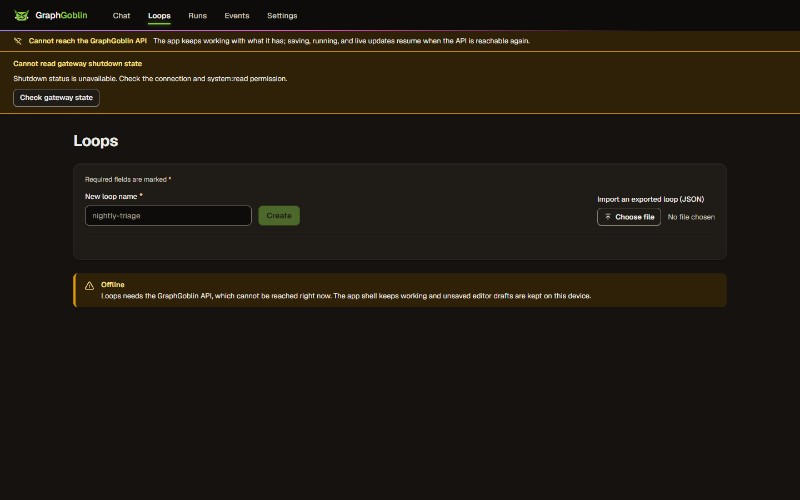 GraphGoblin Chat Loops Runs Events Settings
Cannot reach the GraphGoblin API The app keeps working with what it has; saving, running, and live updates resume when the API is reachable again.
Cannot read gateway shutdown state
Shutdown status is unavailable. Check the connection and system:read permission.
Check gateway state
Loops
Required fields are marked *
New loop name *
nightly-triage
Create
Import an exported loop (JSON)
Choose file No file chosen
Offline
Loops needs the GraphGoblin API, which cannot be reached right now. The app shell keeps working and unsaved editor drafts are kept on this device.